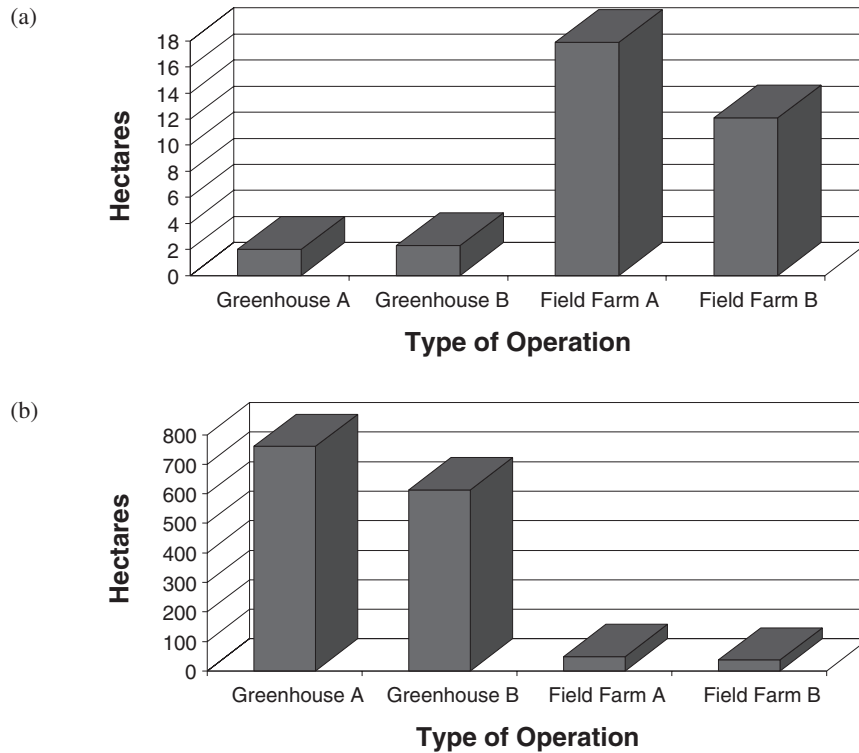 (a)
18
16
14
12
10
8
6
4
2
0
Hectares
Greenhouse A Greenhouse B Field Farm A Field Farm B
Type of Operation
(b)
800
700
600
500
400
300
200
100
0
Hectares
Greenhouse A Greenhouse B Field Farm A Field Farm B
Type of Operation